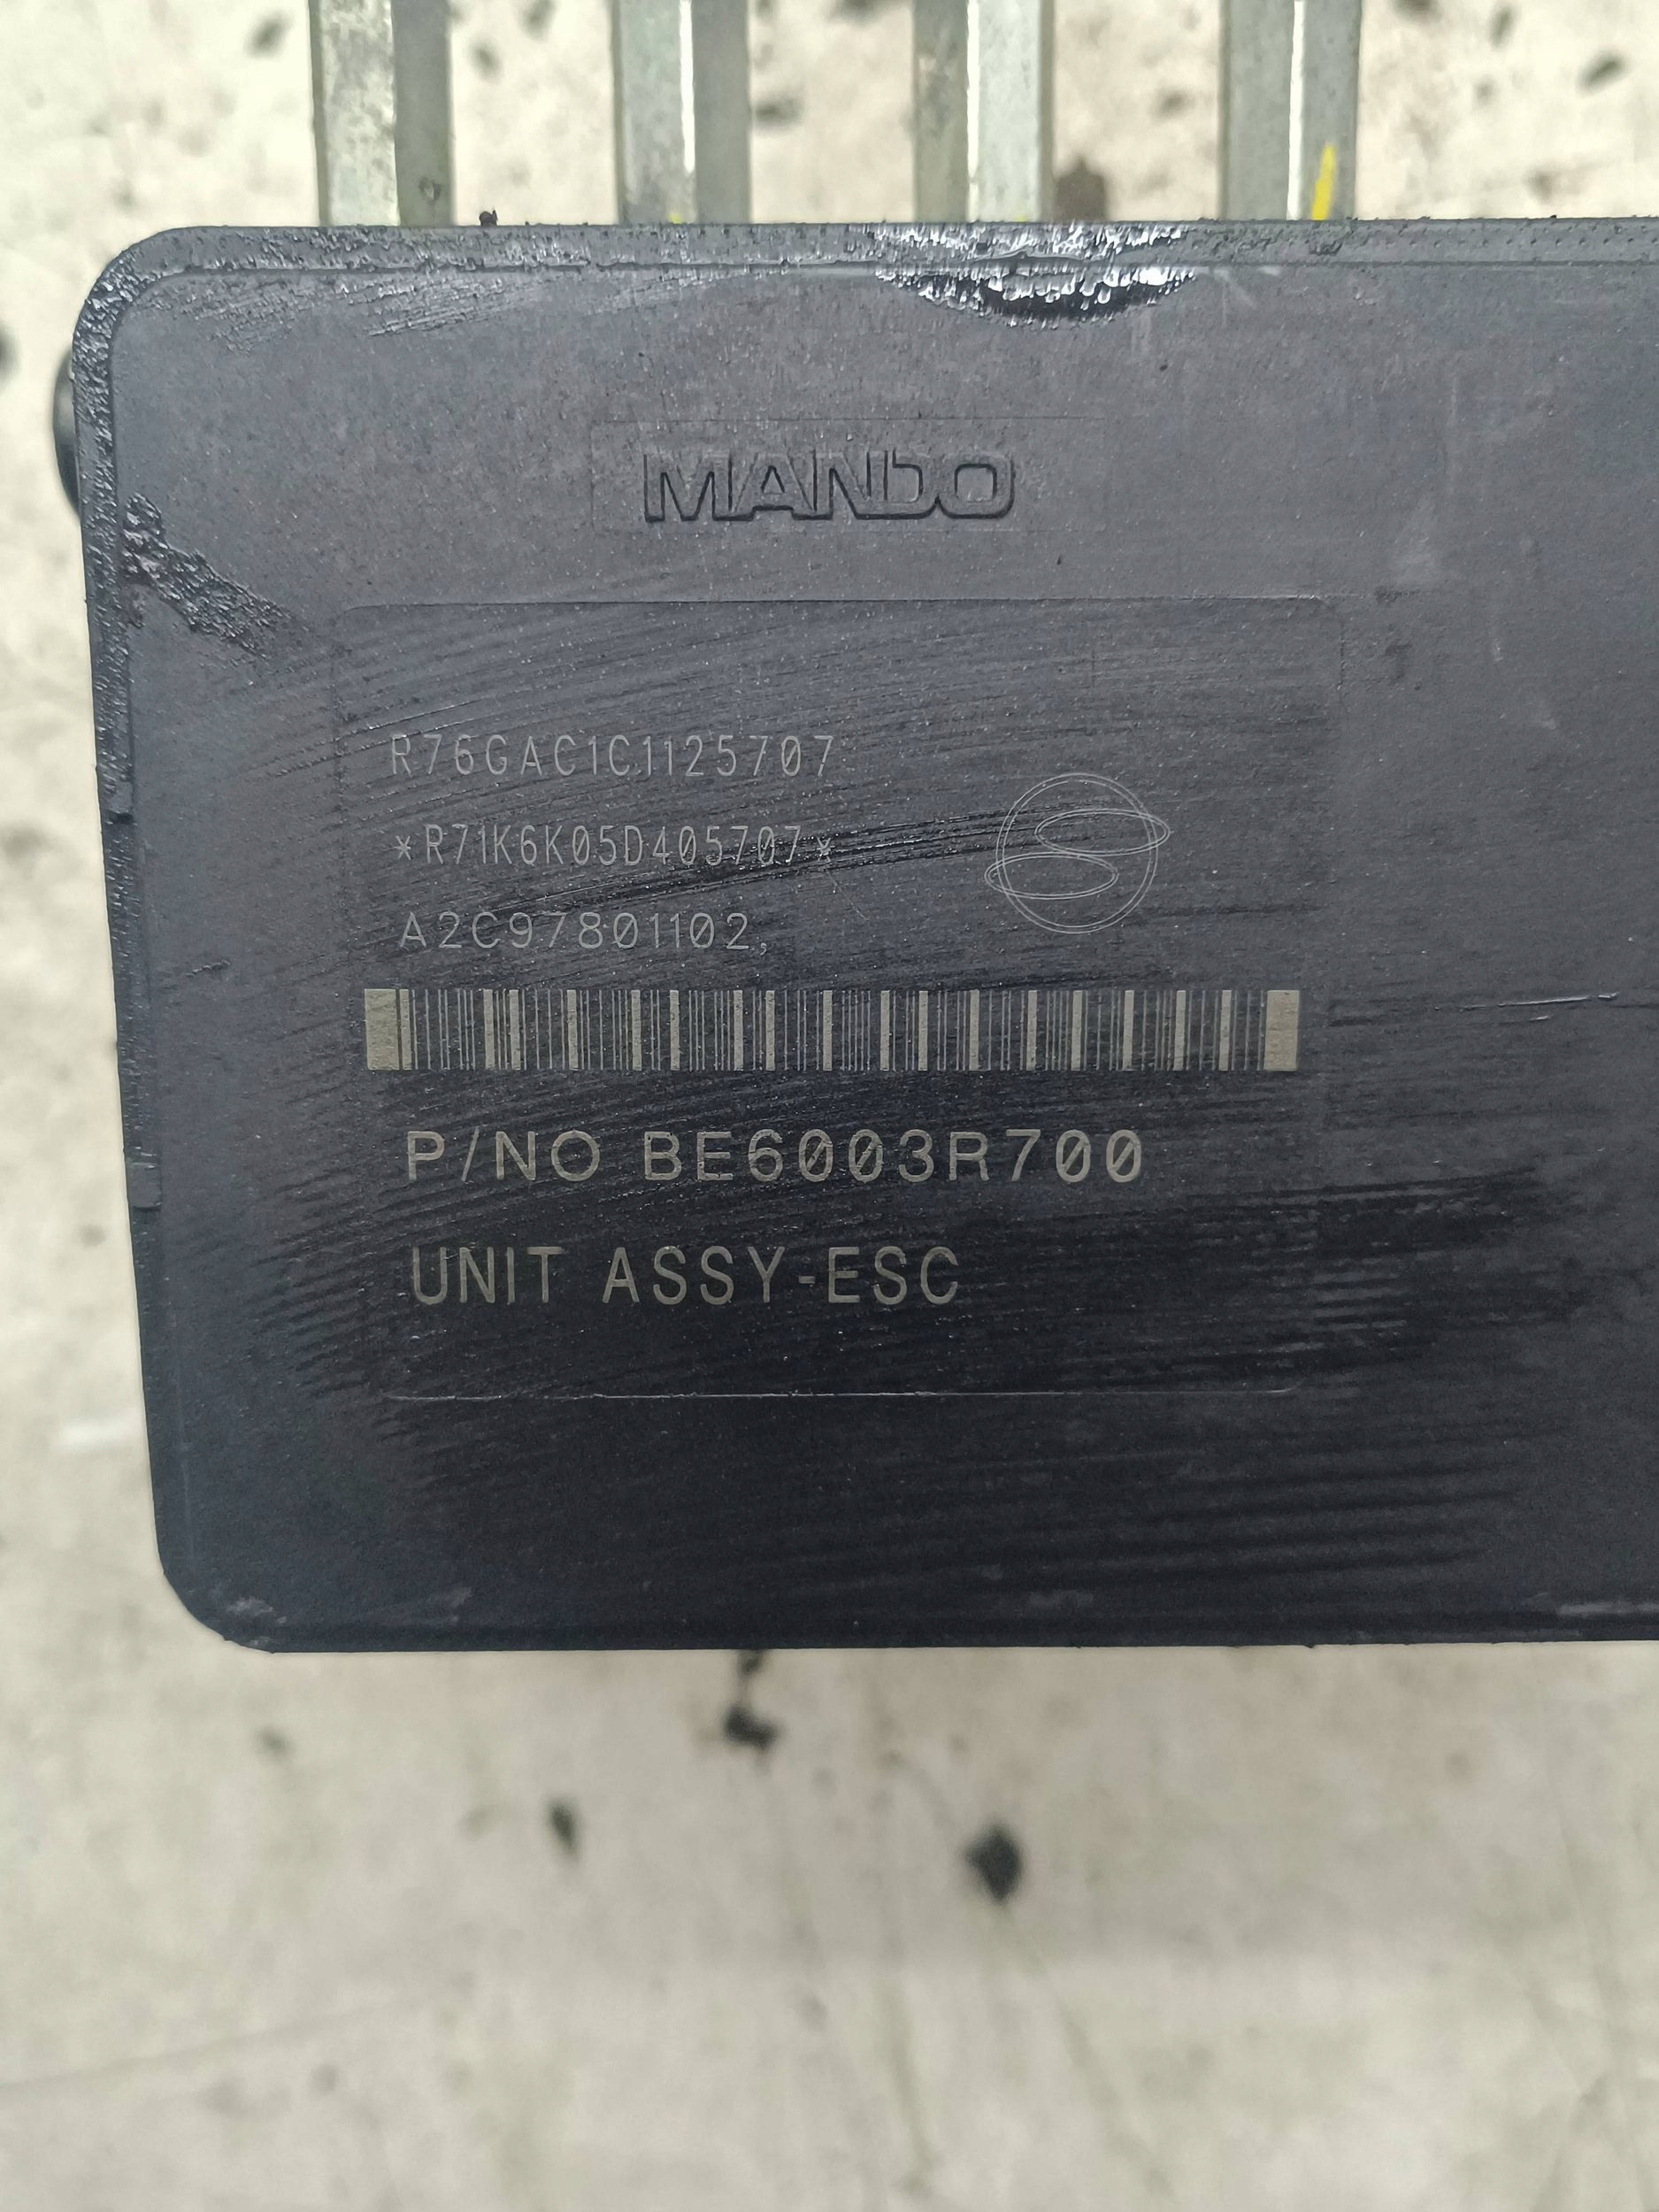 MANDO
R76GAC1C1125707
*R71K6K05D405707*
A2C97801102,
P/NO BE6003R700
UNIT ASSY-ESC